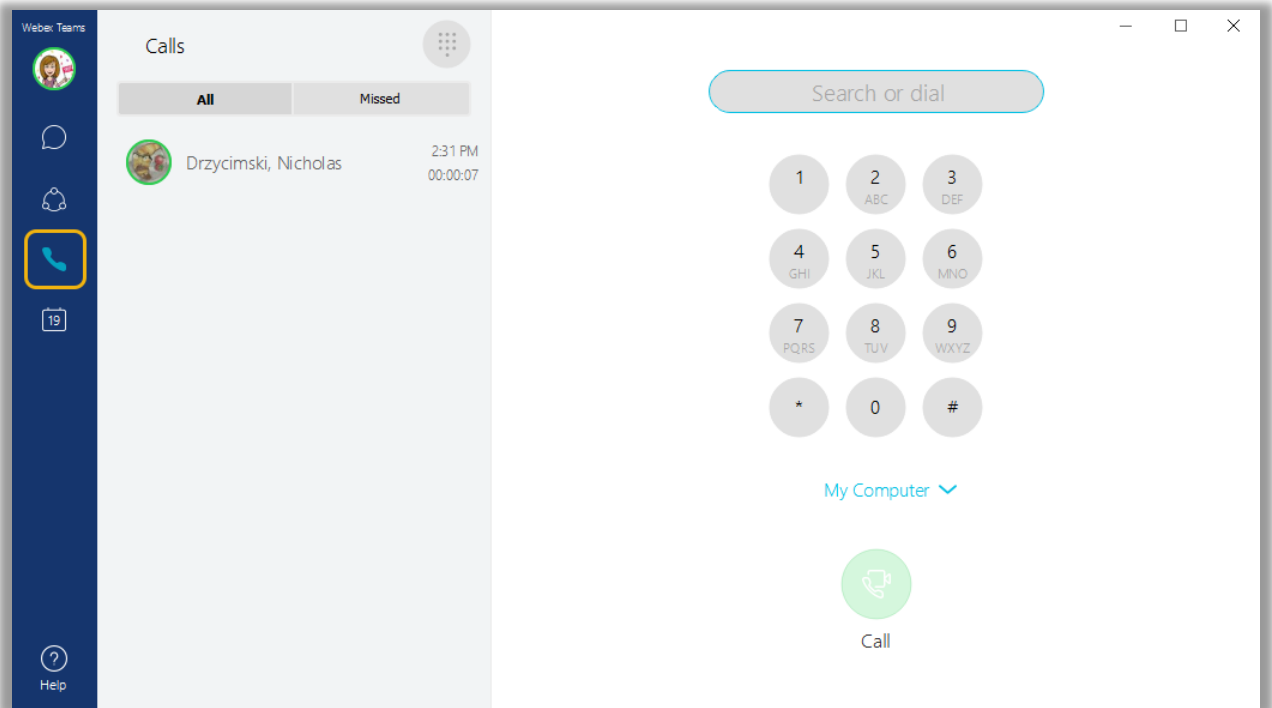 Webex Teams
19
Help
Calls
All Missed
Drzycimski, Nicholas 2:31 PM
00:00:07
Search or dial
1 2 3
ABC DEF
4 5 6
GHI JKL MNO
7 8 9
PQRS TUV WXYZ
* 0 #
My Computer
Call